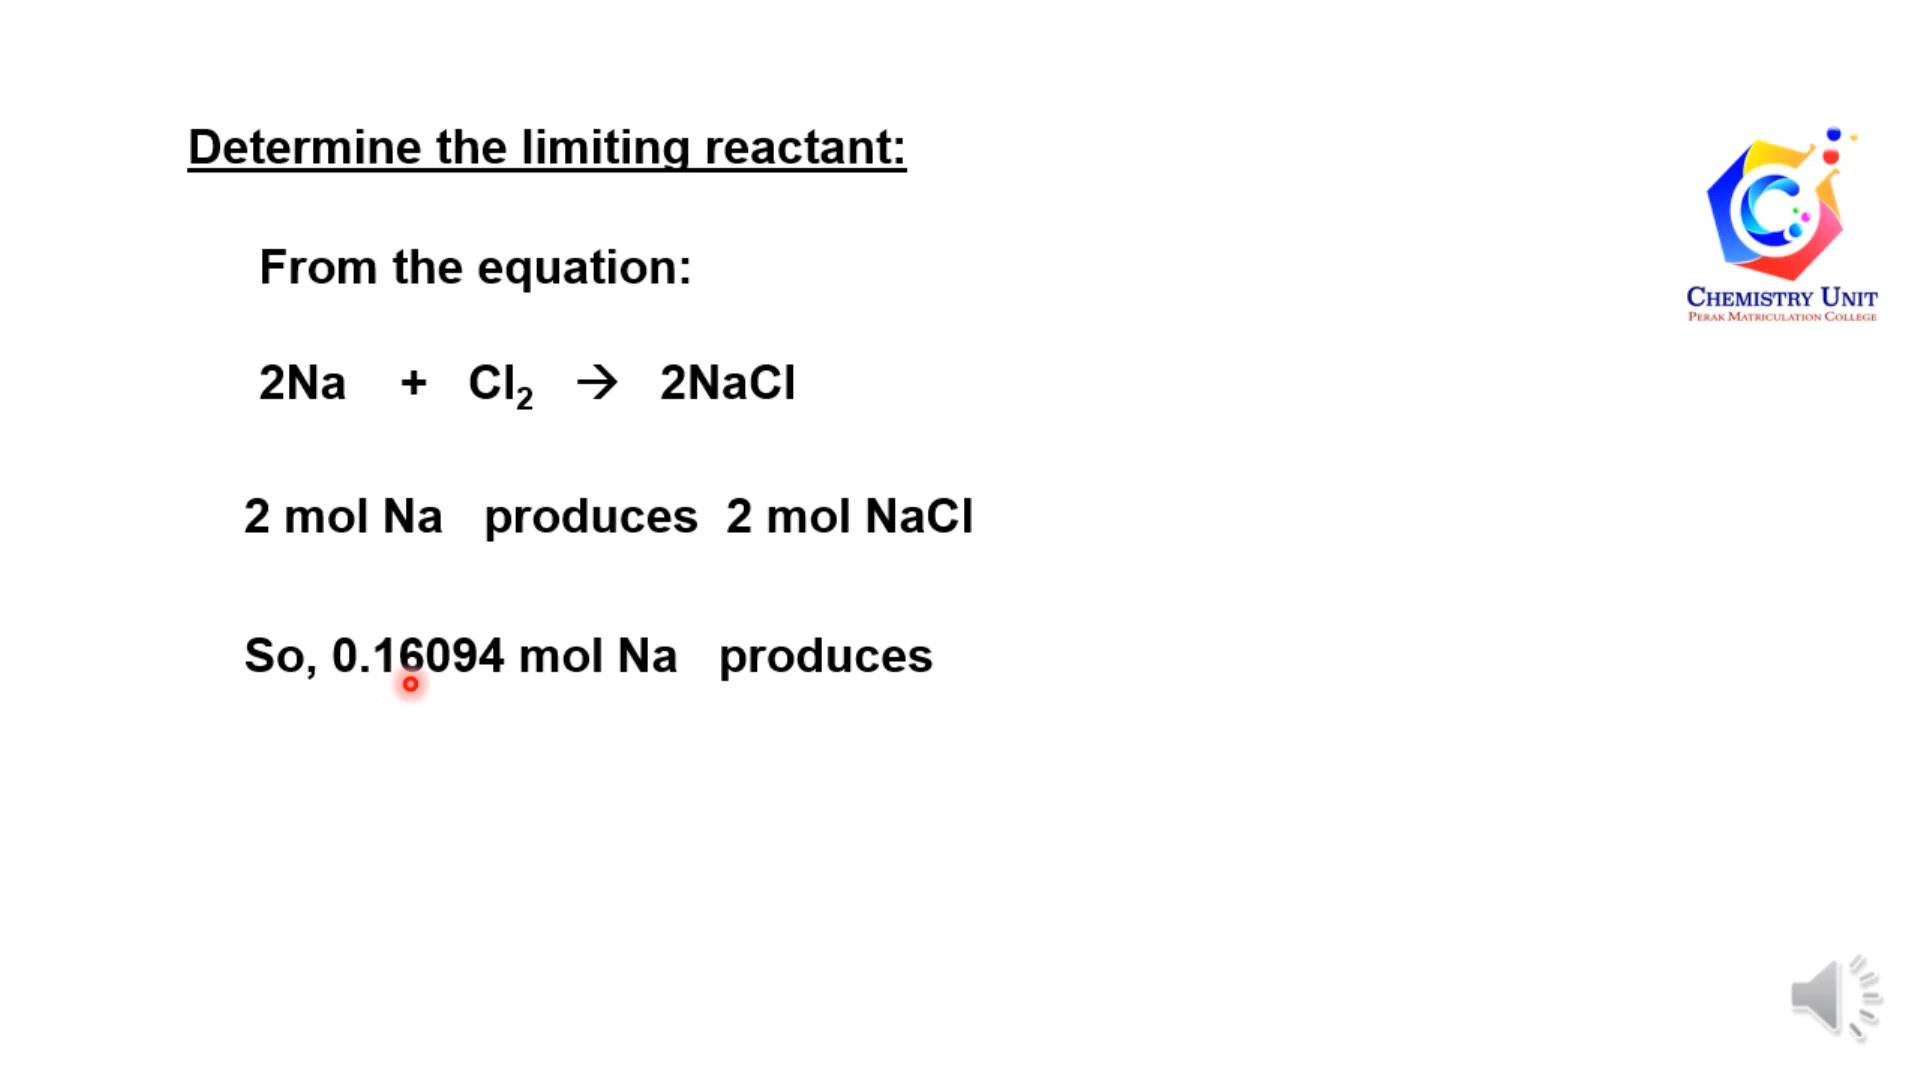 Determine the limiting reactant:
From the equation:
2Na + Cl₂ → 2NaCl
2 mol Na produces 2 mol NaCl
So, 0.16094 mol Na produces
CHEMISTRY UNIT
PERAK MATRICULATION COLLEGE